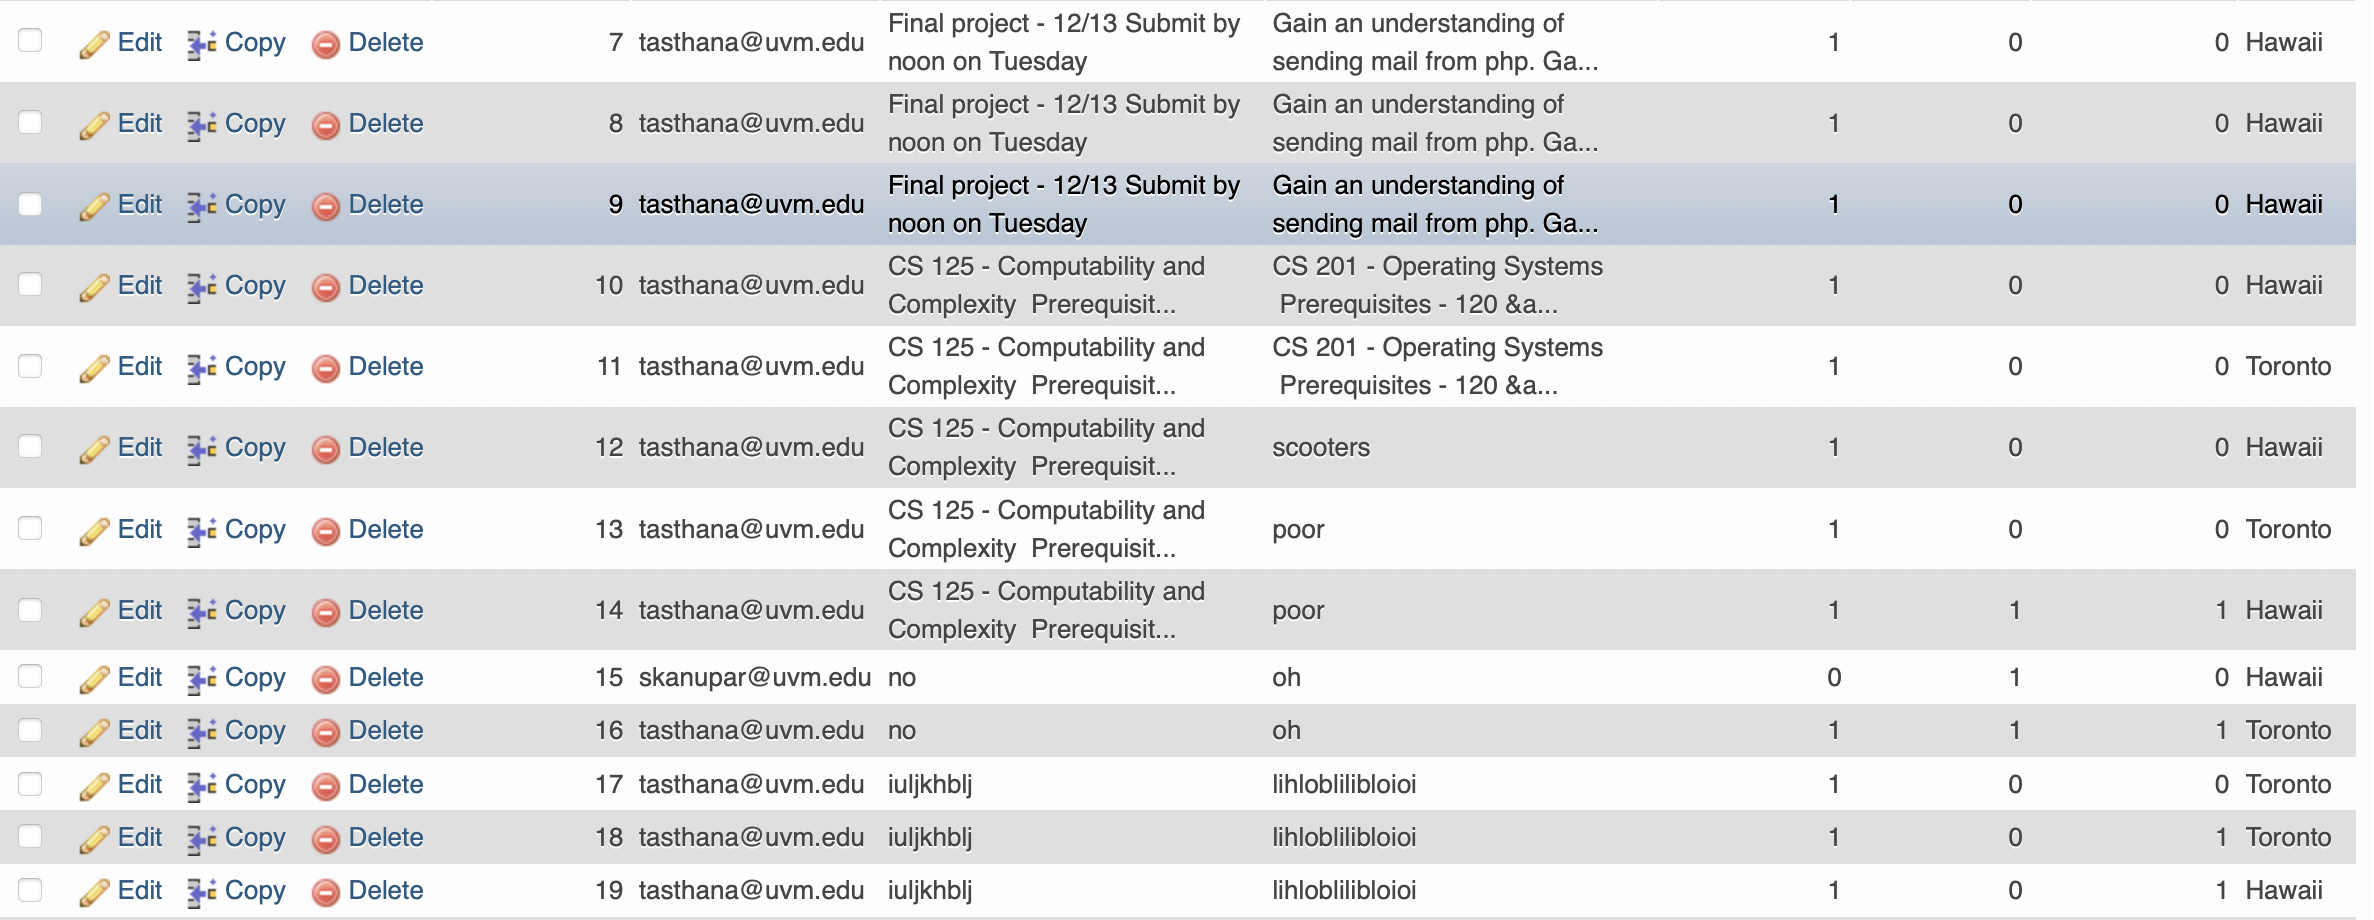 Edit Copy Delete 7 tasthana@uvm.edu Final project - 12/13 Submit by noon on Tuesday Gain an understanding of sending mail from php. Ga... 1 0 0 Hawaii
Edit Copy Delete 8 tasthana@uvm.edu Final project - 12/13 Submit by noon on Tuesday Gain an understanding of sending mail from php. Ga... 1 0 0 Hawaii
Edit Copy Delete 9 tasthana@uvm.edu Final project - 12/13 Submit by noon on Tuesday Gain an understanding of sending mail from php. Ga... 1 0 0 Hawaii
Edit Copy Delete 10 tasthana@uvm.edu CS 125 - Computability and Complexity Prerequisit... CS 201 - Operating Systems Prerequisites - 120 &a... 1 0 0 Hawaii
Edit Copy Delete 11 tasthana@uvm.edu CS 125 - Computability and Complexity Prerequisit... CS 201 - Operating Systems Prerequisites - 120 &a... 1 0 0 Toronto
Edit Copy Delete 12 tasthana@uvm.edu CS 125 - Computability and Complexity Prerequisit... scooters 1 0 0 Hawaii
Edit Copy Delete 13 tasthana@uvm.edu CS 125 - Computability and Complexity Prerequisit... poor 1 0 0 Toronto
Edit Copy Delete 14 tasthana@uvm.edu CS 125 - Computability and Complexity Prerequisit... poor 1 1 1 Hawaii
Edit Copy Delete 15 skanupar@uvm.edu no oh 0 1 0 Hawaii
Edit Copy Delete 16 tasthana@uvm.edu no oh 1 1 1 Toronto
Edit Copy Delete 17 tasthana@uvm.edu iuljkhblj lihloblilibloioi 1 0 0 Toronto
Edit Copy Delete 18 tasthana@uvm.edu iuljkhblj lihloblilibloioi 1 0 1 Toronto
Edit Copy Delete 19 tasthana@uvm.edu iuljkhblj lihloblilibloioi 1 0 1 Hawaii